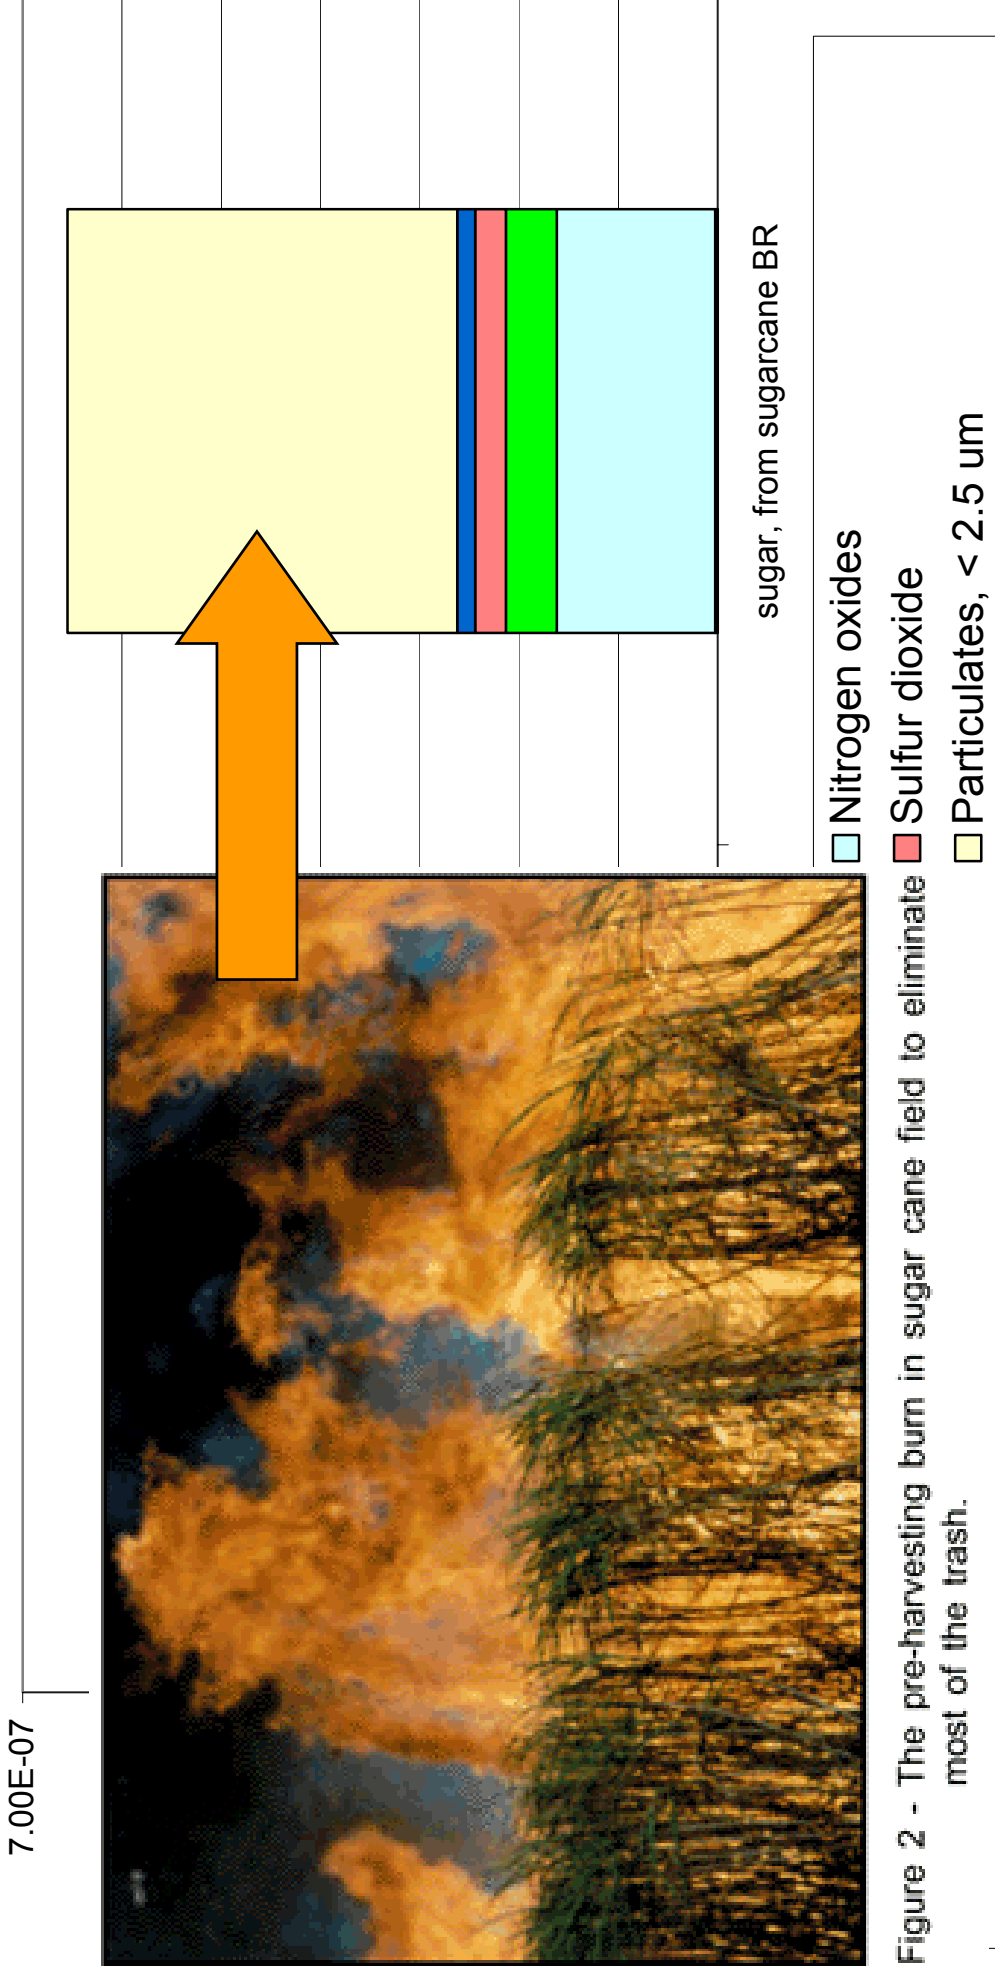 7.00E-07
sugar, from sugarcane BR
Nitrogen oxides
Sulfur dioxide
Particulates, < 2.5 um
Figure 2 - The pre-harvesting burn in sugar cane field to eliminate
most of the trash.